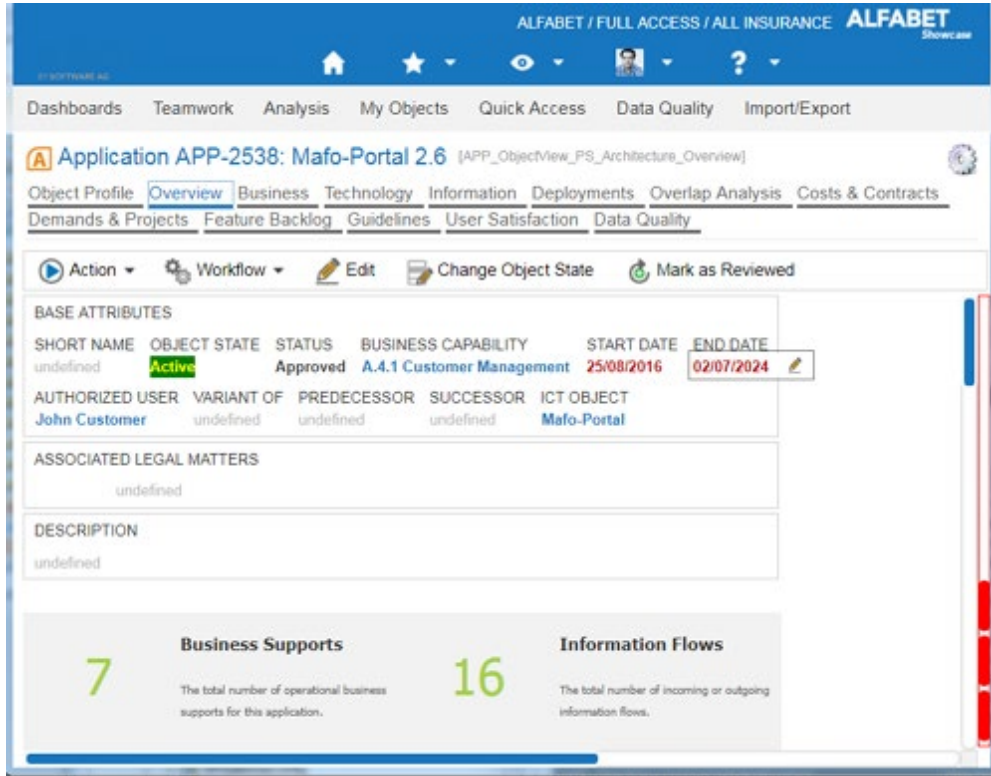 ALFABET / FULL ACCESS / ALL INSURANCE ALFABET
Showcase
SOFTWARE AG
Dashboards Teamwork Analysis My Objects Quick Access Data Quality Import/Export
A Application APP-2538: Mafo-Portal 2.6 [APP_ObjectView_PS_Architecture_Overview]
Object Profile Overview Business Technology Information Deployments Overlap Analysis Costs & Contracts
Demands & Projects Feature Backlog Guidelines User Satisfaction Data Quality
Action Workflow Edit Change Object State Mark as Reviewed
BASE ATTRIBUTES
SHORT NAME OBJECT STATE STATUS BUSINESS CAPABILITY START DATE END DATE
undefined Active Approved A.4.1 Customer Management 25/08/2016 02/07/2024
AUTHORIZED USER VARIANT OF PREDECESSOR SUCCESSOR ICT OBJECT
John Customer undefined undefined undefined Mafo-Portal
ASSOCIATED LEGAL MATTERS
undefined
DESCRIPTION
undefined
Business Supports Information Flows
7 16
The total number of operational business The total number of incoming or outgoing
supports for this application. information flows.